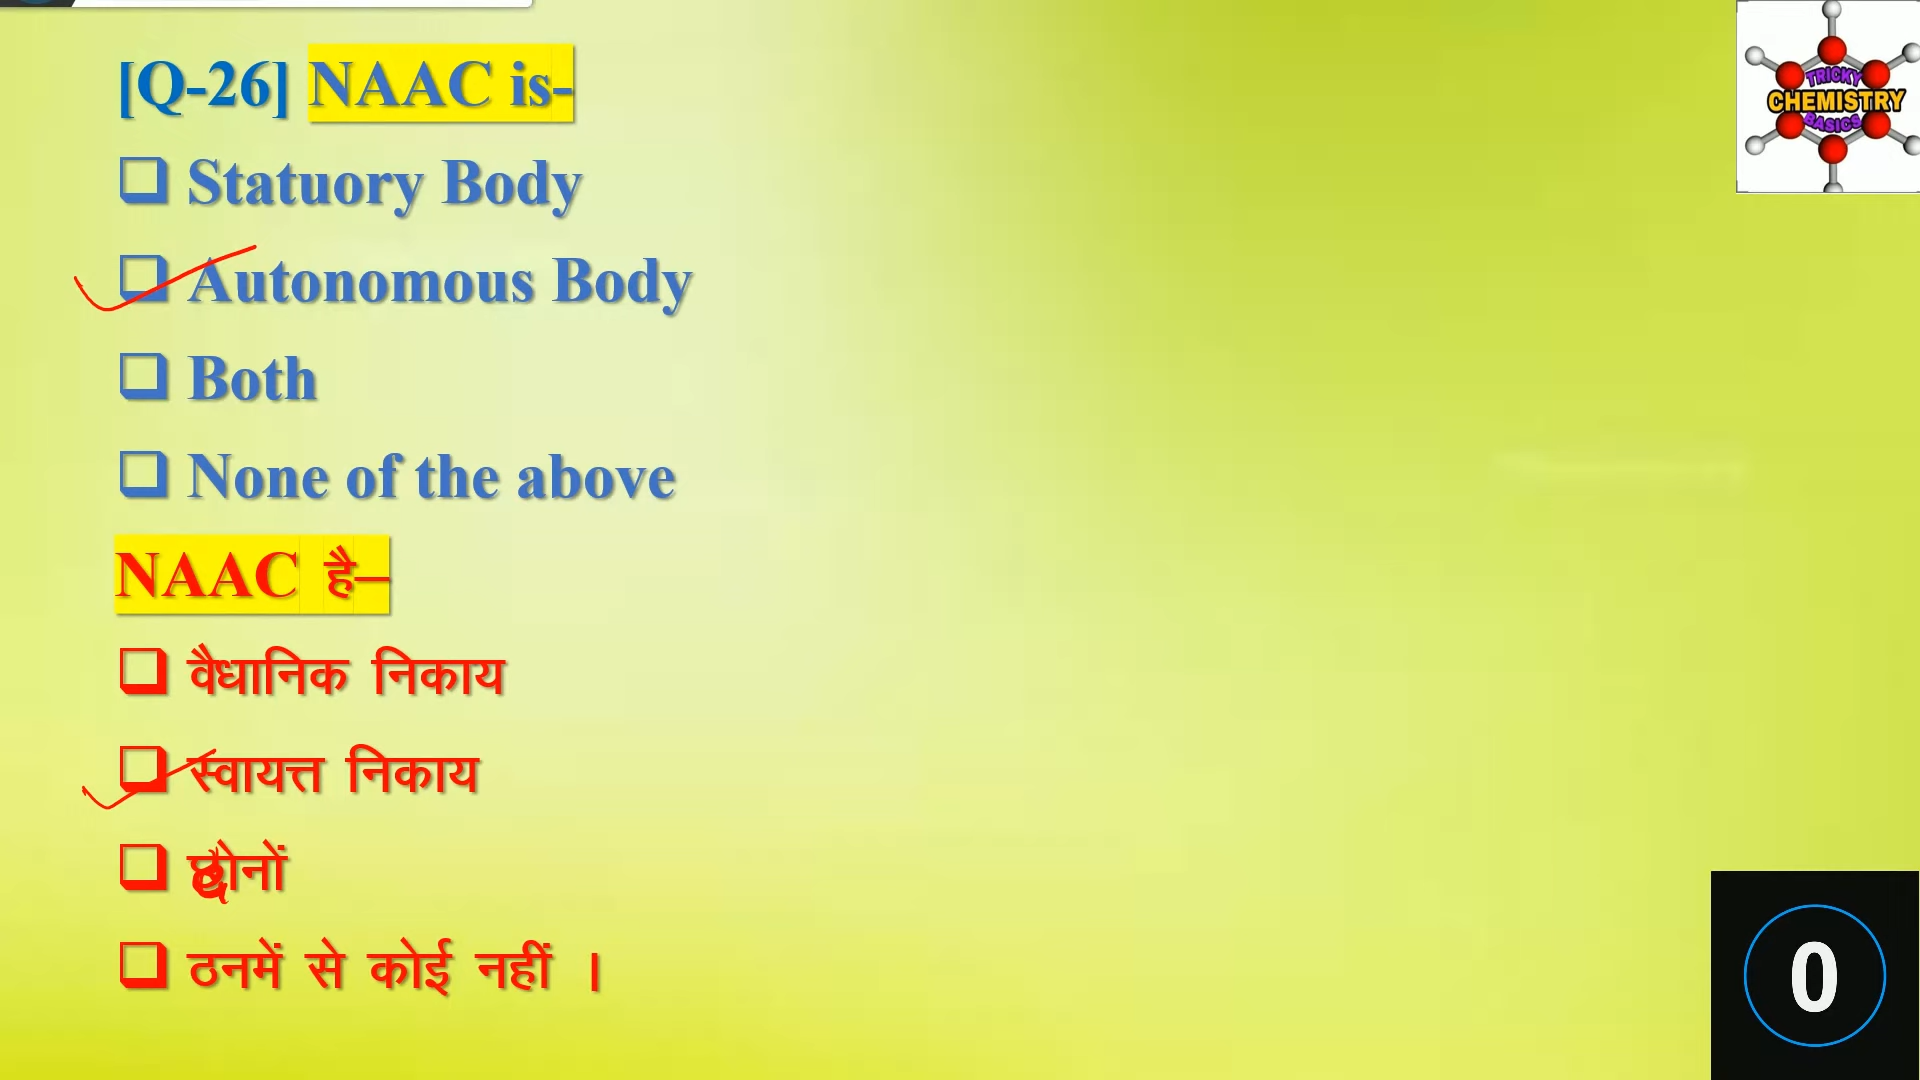 [Q-26] NAAC is-
Statuory Body
Autonomous Body
Both
None of the above
NAAC है–
वैधानिक निकाय
स्वायत्त निकाय
ठनमें से कोई नहीं ।
TRICKY
CHEMISTRY
BASICS
0